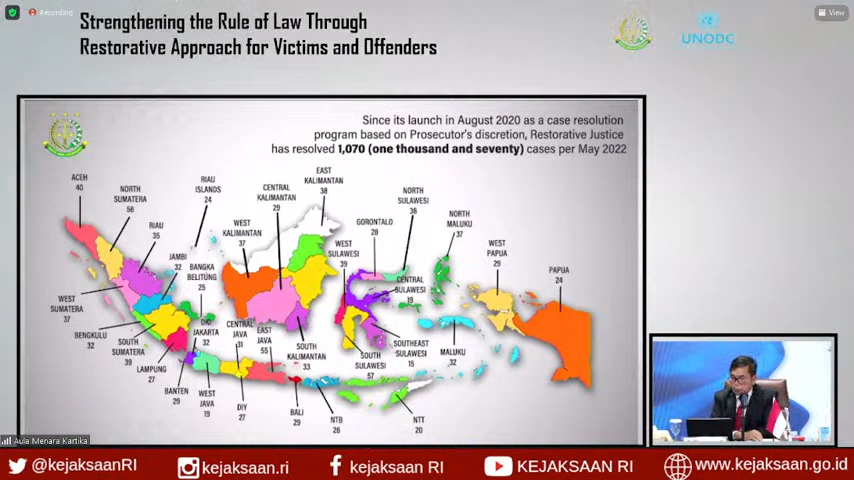 Recording
Strengthening the Rule of Law Through
Restorative Approach for Victims and Offenders
UNODC
View
Since its launch in August 2020 as a case resolution
program based on Prosecutor's discretion, Restorative Justice
has resolved 1,070 (one thousand and seventy) cases per May 2022
ACEH
40
NORTH
SUMATERA
56
RIAU
35
RIAU
ISLANDS
24
JAMBI
32
BANGKA
BELITUNG
25
WEST
KALIMANTAN
37
CENTRAL
KALIMANTAN
29
EAST
KALIMANTAN
38
WEST
SULAWESI
39
GORONTALO
28
NORTH
SULAWESI
38
NORTH
MALUKU
37
WEST
PAPUA
29
PAPUA
24
CENTRAL
SULAWESI
19
WEST
SUMATERA
37
BENGKULU
32
SOUTH
SUMATERA
39
LAMPUNG
27
BANTEN
29
DKI
JAKARTA
32
WEST
JAVA
19
CENTRAL
JAVA
31
DIY
27
EAST
JAVA
55
BALI
29
SOUTH
KALIMANTAN
33
NTB
26
SOUTH
SULAWESI
57
SOUTHEAST
SULAWESI
15
NTT
20
MALUKU
32
Aula Menara Kartika
@kejaksaanRI
kejaksaan.ri
kejaksaan RI
KEJAKSAAN RI
www.kejaksaan.go.id